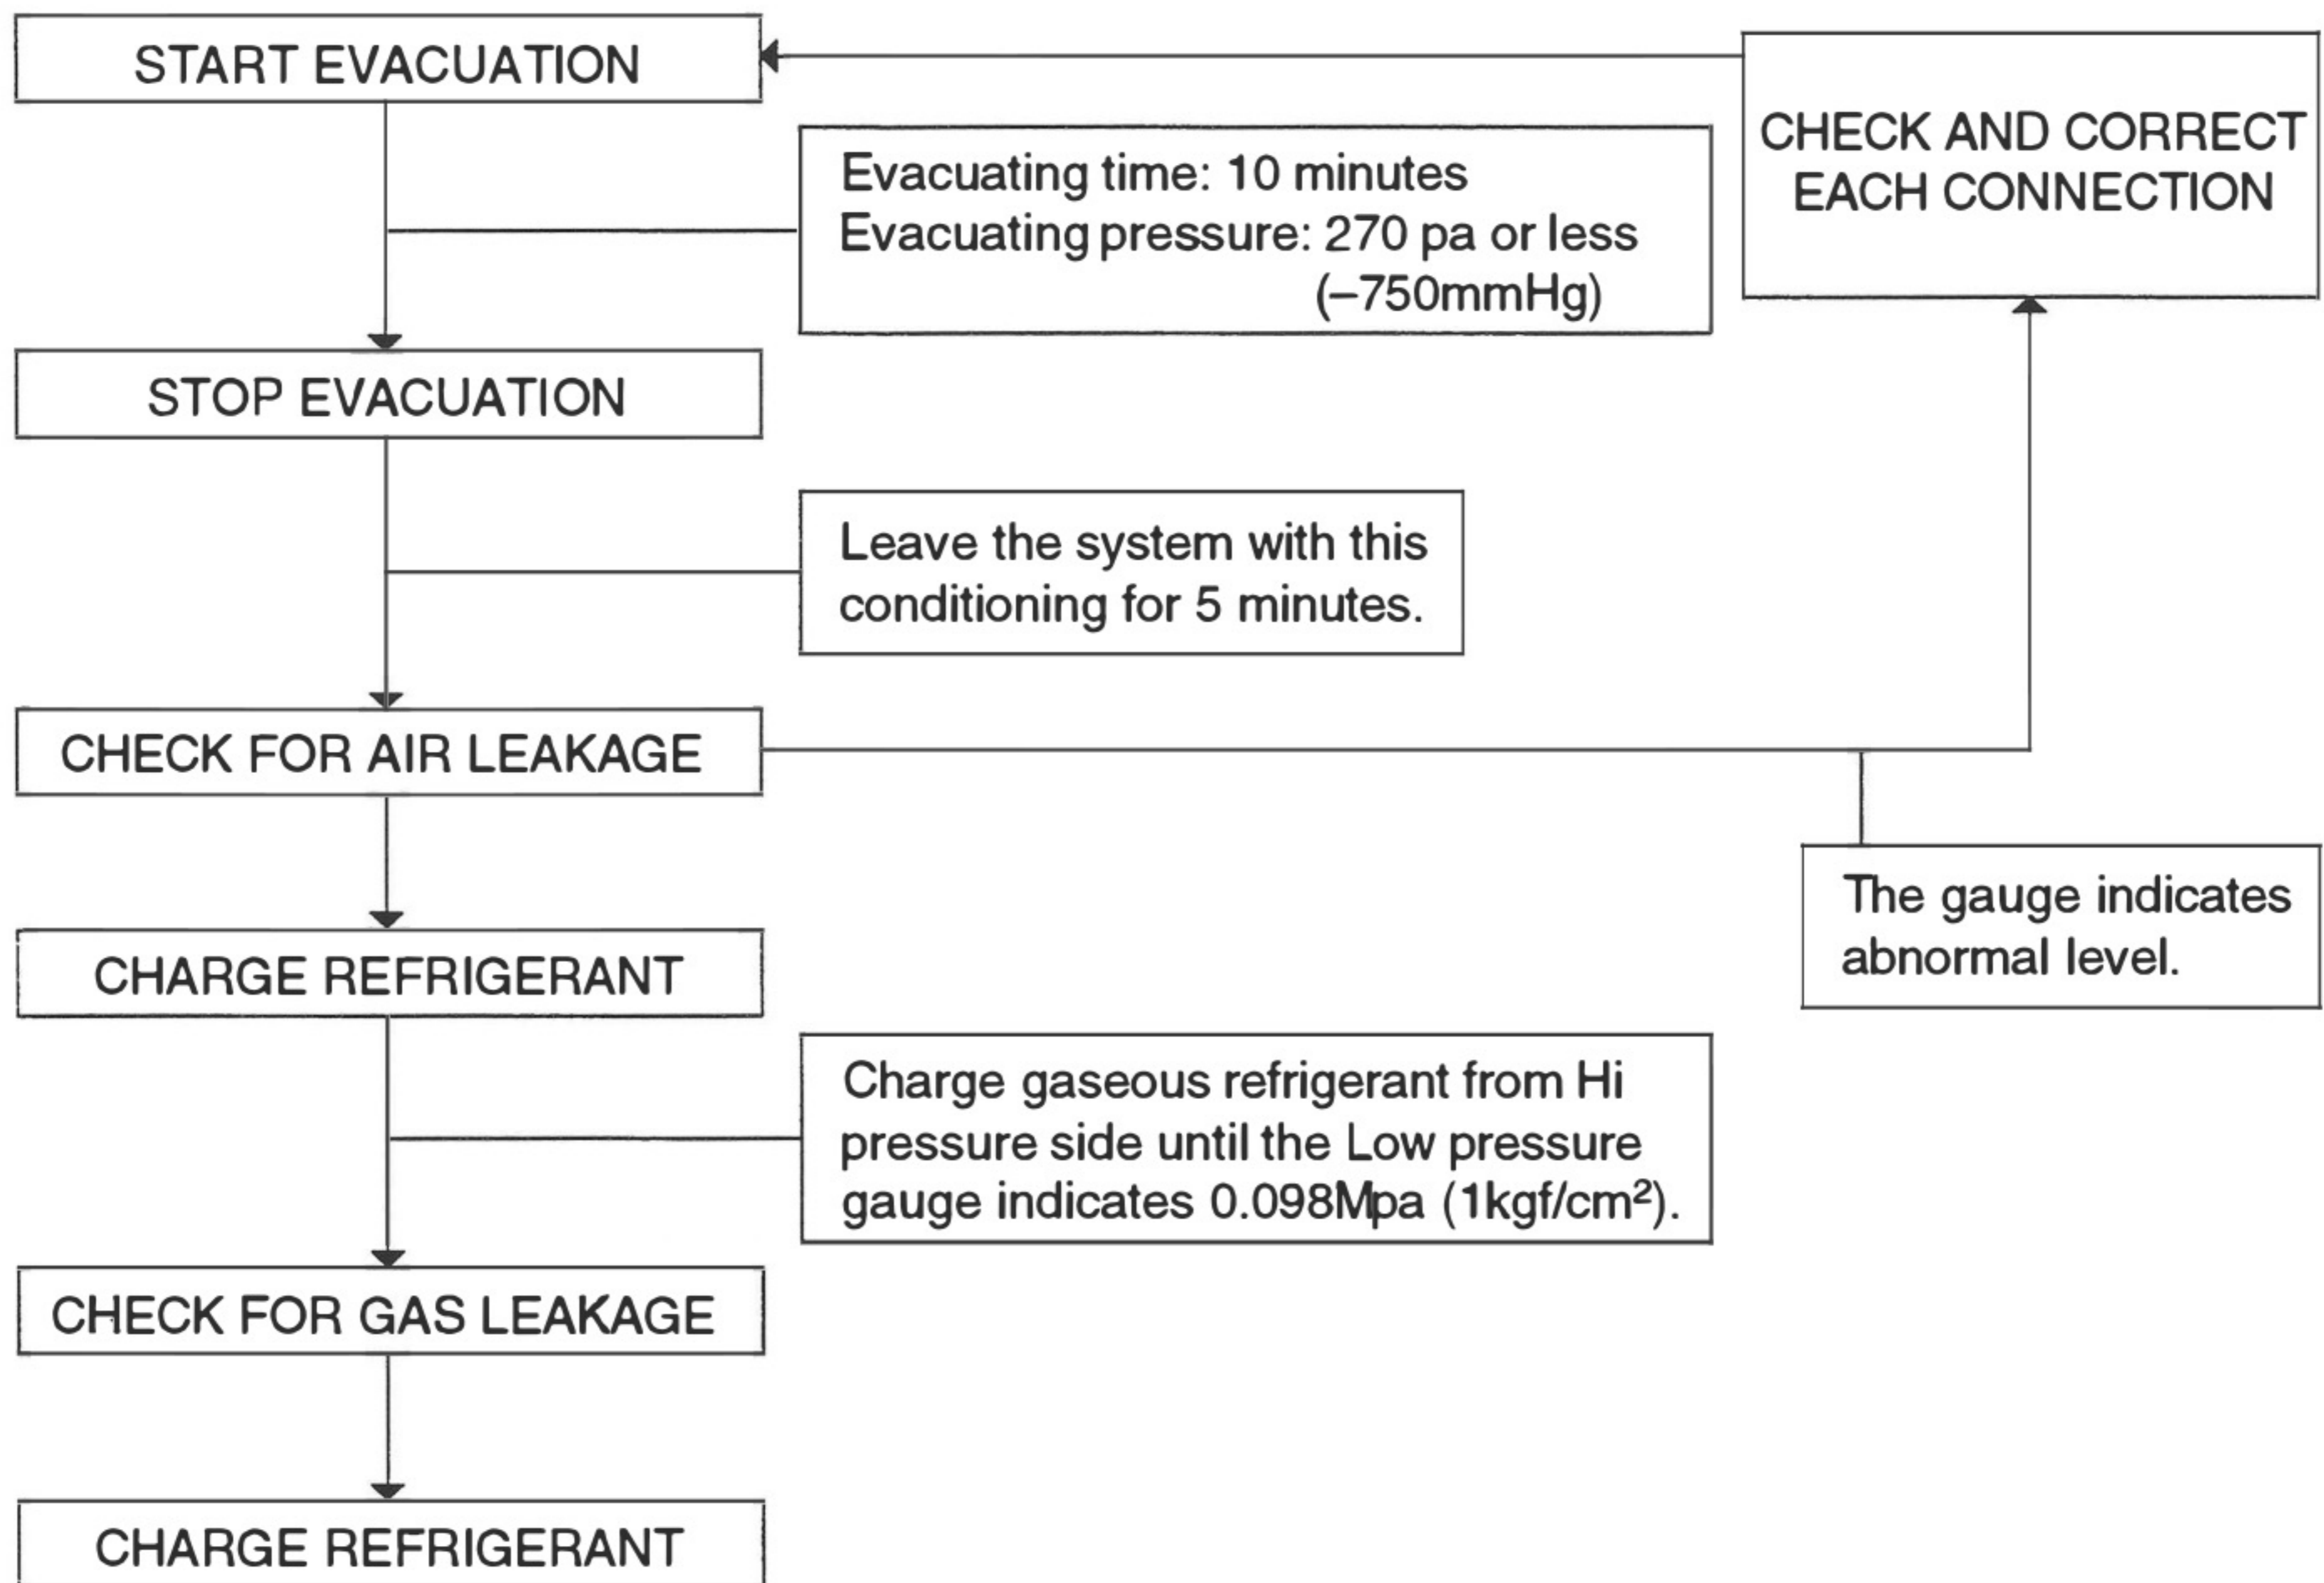 START EVACUATION
CHECK AND CORRECT
EACH CONNECTION
Evacuating time: 10 minutes
Evacuating pressure: 270 pa or less
(–750mmHg)
STOP EVACUATION
Leave the system with this
conditioning for 5 minutes.
CHECK FOR AIR LEAKAGE
The gauge indicates
abnormal level.
CHARGE REFRIGERANT
Charge gaseous refrigerant from Hi
pressure side until the Low pressure
gauge indicates 0.098Mpa (1kgf/cm²).
CHECK FOR GAS LEAKAGE
CHARGE REFRIGERANT